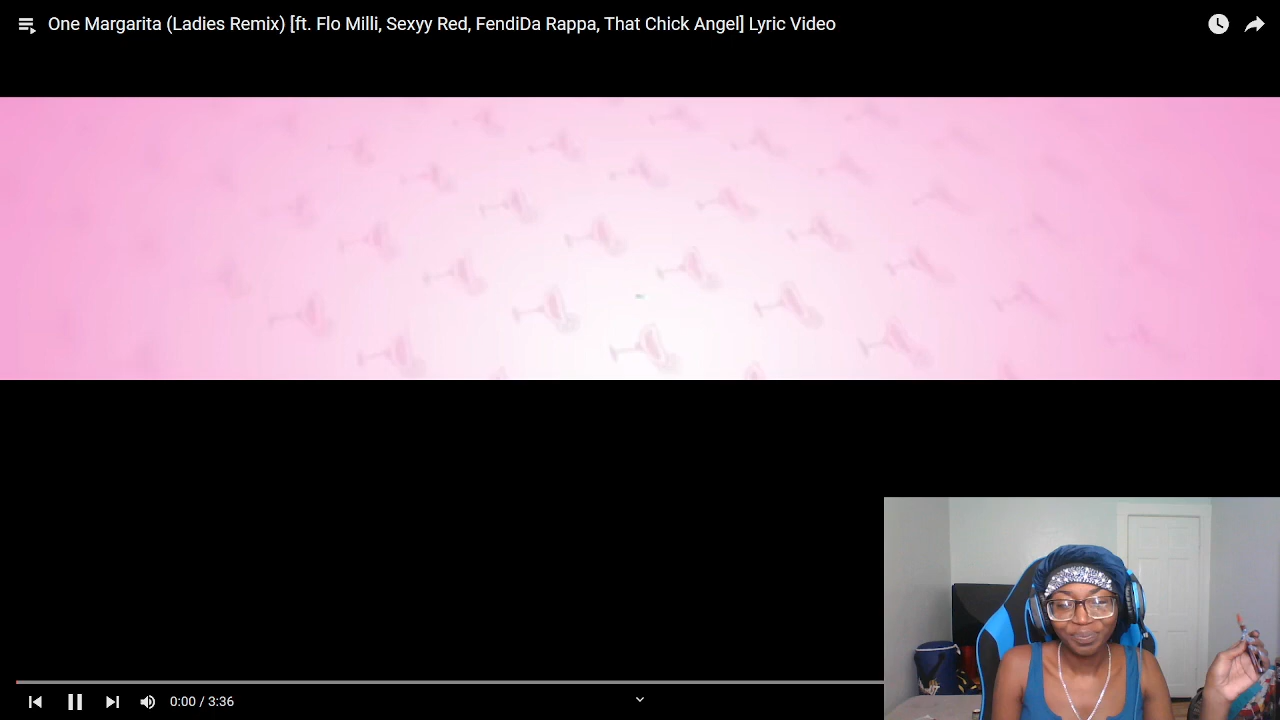 One Margarita (Ladies Remix) [ft. Flo Milli, Sexyy Red, FendiDa Rappa, That Chick Angel] Lyric Video
0:00 / 3:36